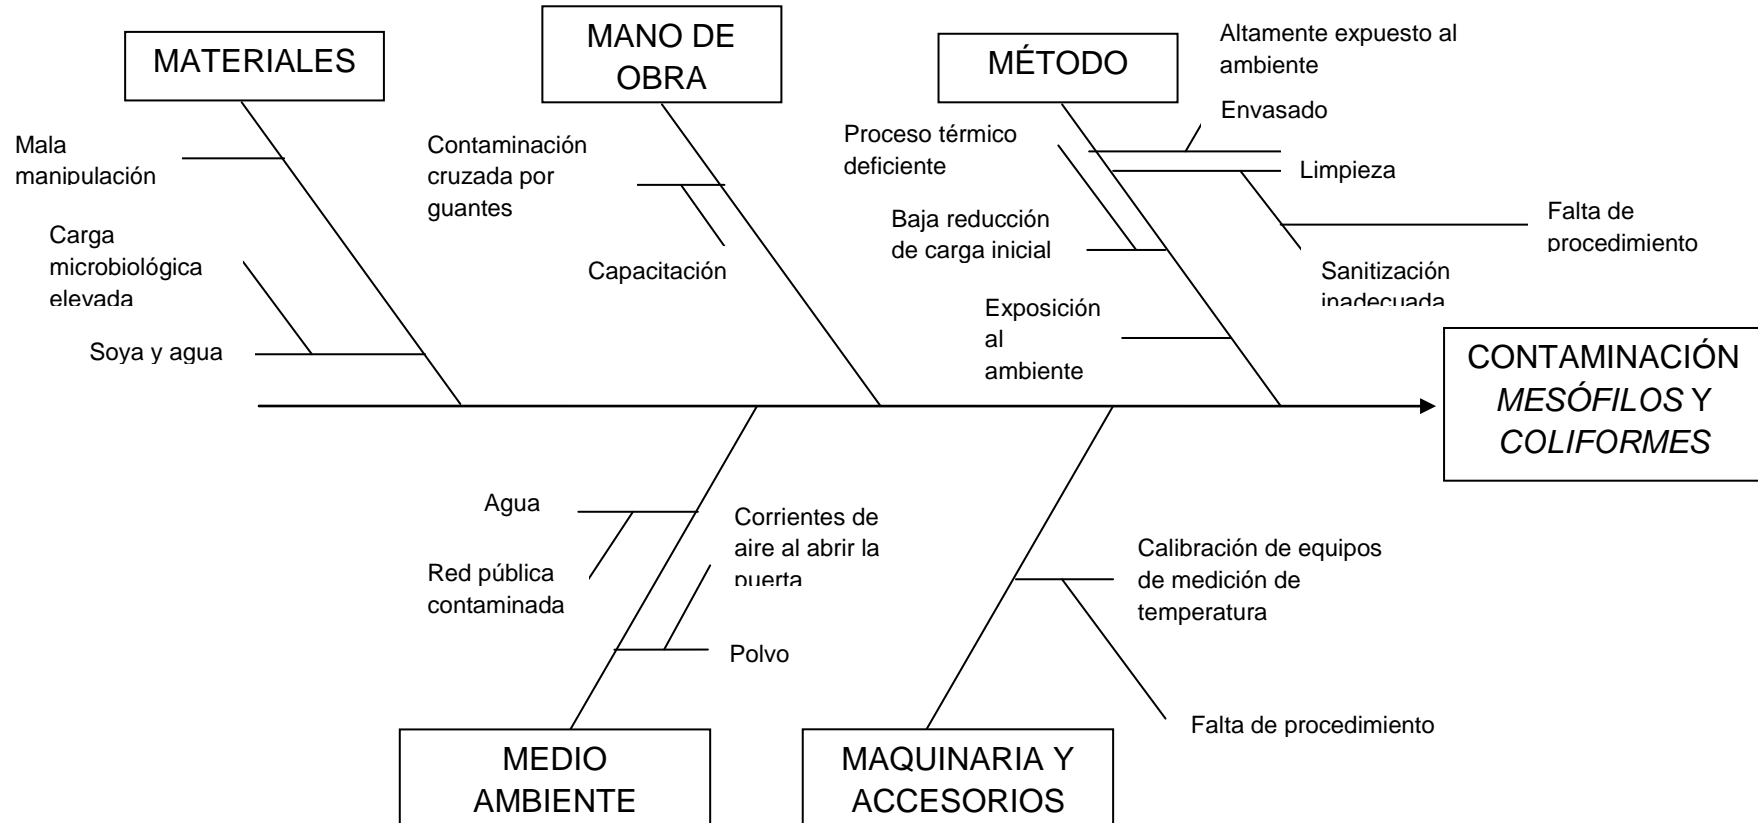 MATERIALES
MANO DE
OBRA
MÉTODO
Altamente expuesto al
ambiente
Envasado
Mala
manipulación
Contaminación
cruzada por
guantes
Proceso térmico
deficiente
Limpieza
Carga
microbiológica
elevada
Capacitación
Baja reducción
de carga inicial
Falta de
procedimiento
Sanitización
inadecuada
Soya y agua
Exposición
al
ambiente
CONTAMINACIÓN
MESÓFILOS Y
COLIFORMES
Agua
Red pública
contaminada
Corrientes de
aire al abrir la
puerta
Polvo
Calibración de equipos
de medición de
temperatura
Falta de procedimiento
MEDIO
AMBIENTE
MAQUINARIA Y
ACCESORIOS